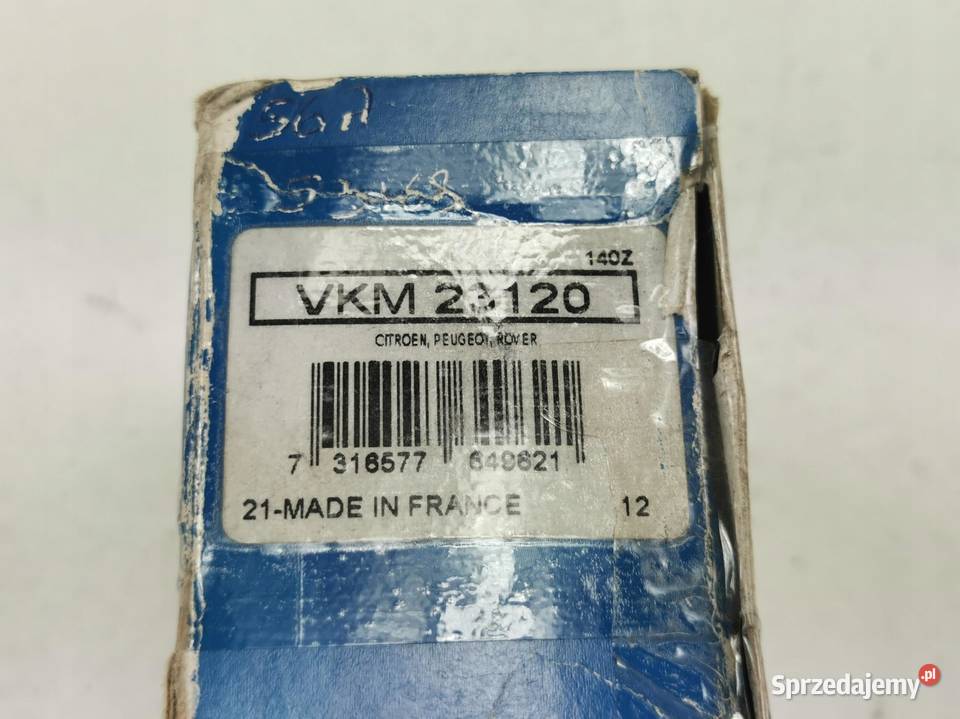 140Z
VKM 23120
CITROEN, PEUGEOT, ROVER
7 316577 649621
21-MADE IN FRANCE 12
Sprzedajemy.pl